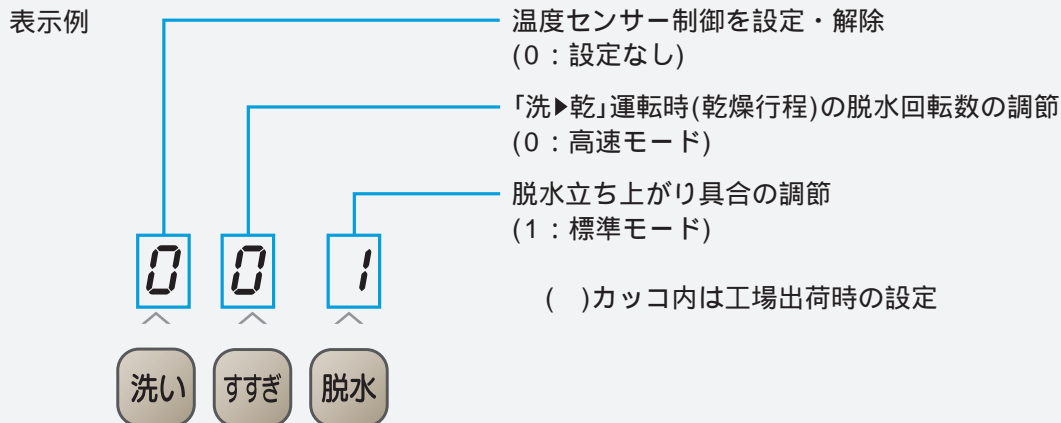 表示例
温度センサー制御を設定・解除
(0：設定なし)
「洗▶乾」運転時(乾燥行程)の脱水回転数の調節
(0：高速モード)
脱水立ち上がり具合の調節
(1：標準モード)
0 0 1
(　)カッコ内は工場出荷時の設定
洗い すすぎ 脱水